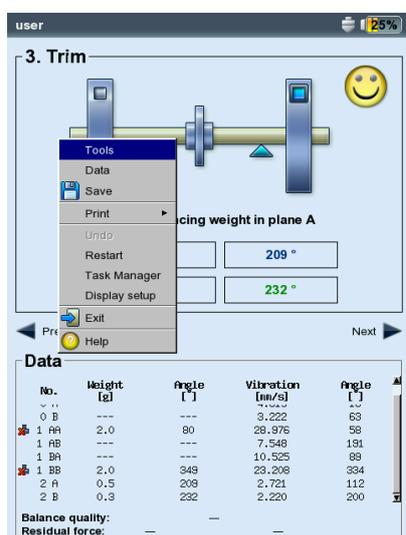 user 25%
3. Trim
Tools
Data
Save
Print
Undo
Restart
Task Manager
Display setup
Exit
Help
ncing weight in plane A
209 °
232 °
Pre
Next
Data
No. Weight Angle Vibration Angle
[g] [°] [mm/s] [°]
0 B --- --- 3.222 63
1 AA 2.0 80 28.976 58
1 AB --- --- 7.548 191
1 BA --- --- 10.525 89
1 BB 2.0 349 23.208 334
2 A 0.5 209 2.721 112
2 B 0.3 232 2.220 200
Balance quality: —
Residual force: — —